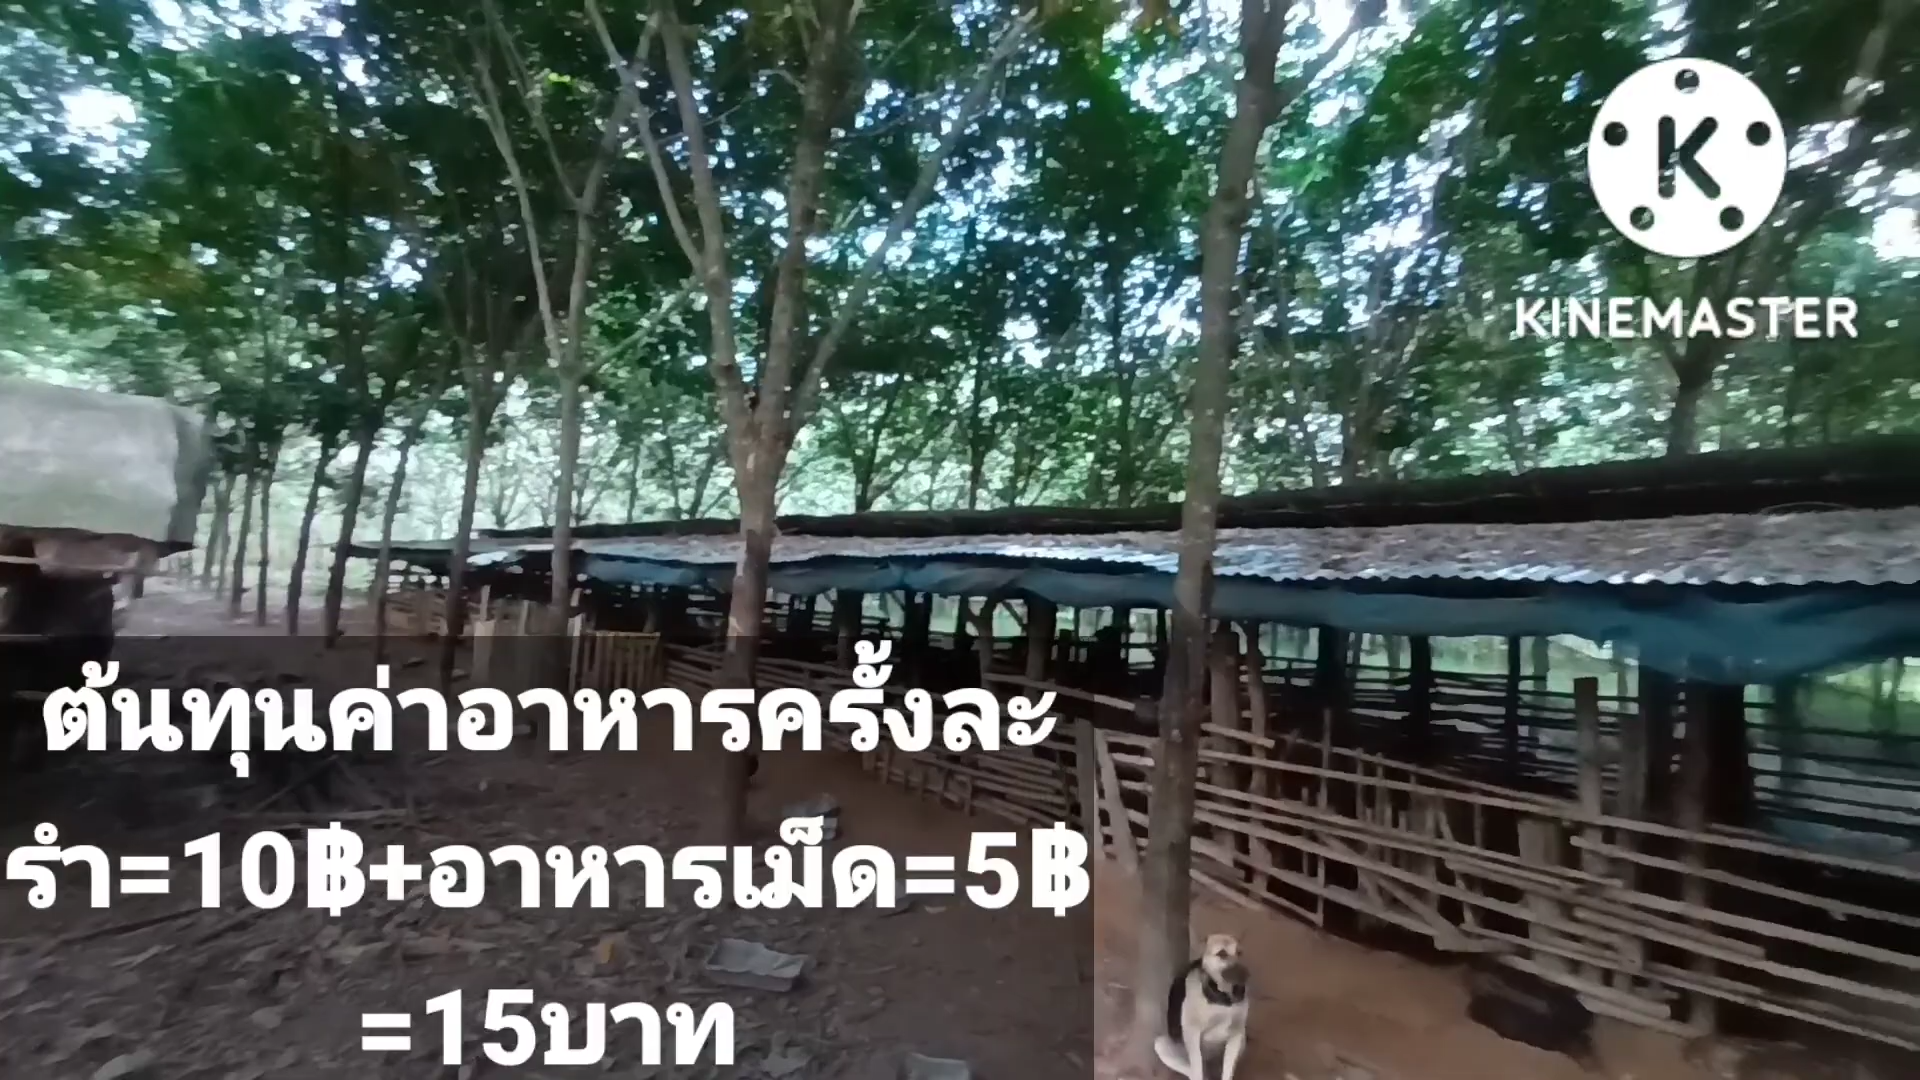 K
KINEMASTER
ต้นทุนค่าอาหารครั้งละ
รำ=10฿+อาหารเม็ด=5฿
=15บาท